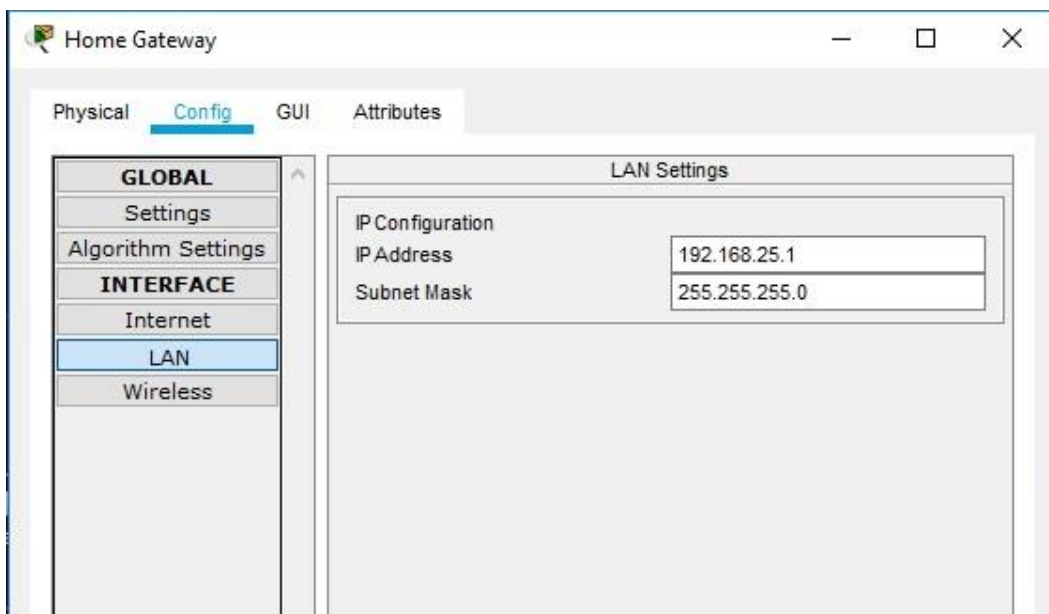 Home Gateway
Physical Config GUI Attributes
GLOBAL
Settings
Algorithm Settings
INTERFACE
Internet
LAN
Wireless
LAN Settings
IP Configuration
IP Address 192.168.25.1
Subnet Mask 255.255.255.0